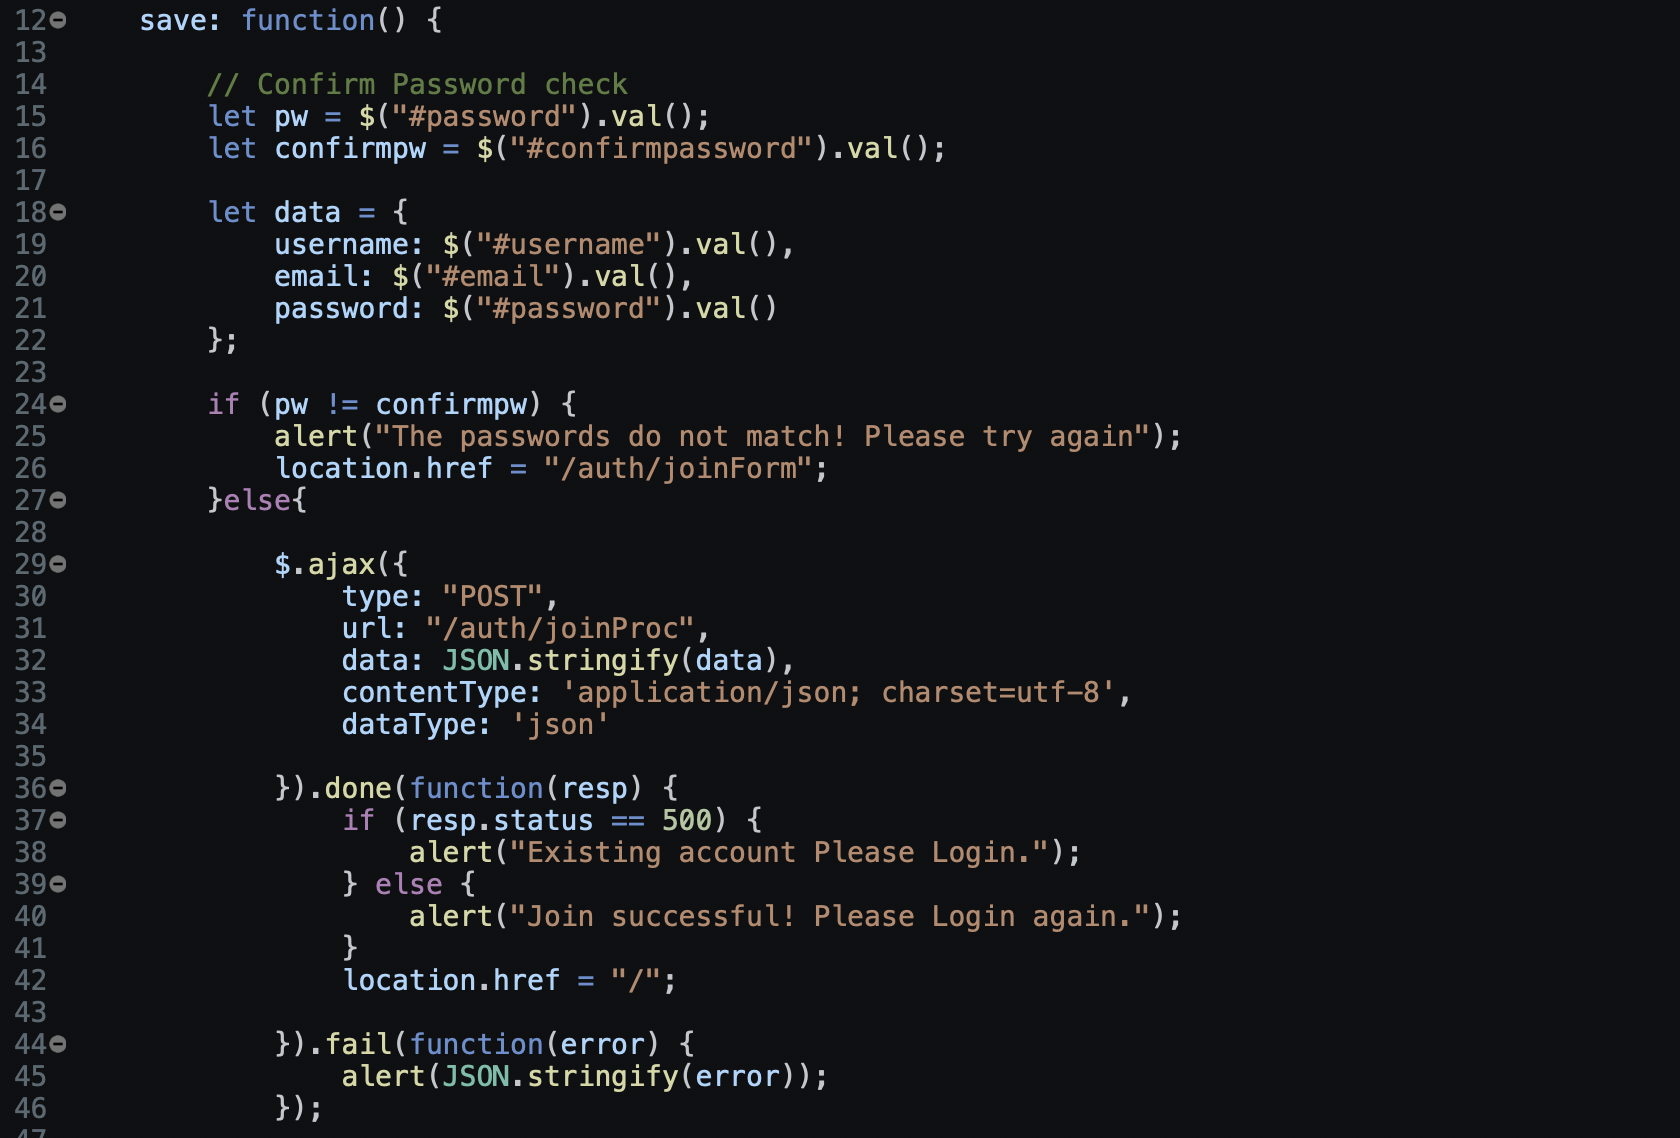 12 save: function() {
13
14 // Confirm Password check
15 let pw = $("#password").val();
16 let confirmpw = $("#confirmpassword").val();
17
18 let data = {
19 username: $("#username").val(),
20 email: $("#email").val(),
21 password: $("#password").val()
22 };
23
24 if (pw != confirmpw) {
25 alert("The passwords do not match! Please try again");
26 location.href = "/auth/joinForm";
27 }else{
28
29 $.ajax({
30 type: "POST",
31 url: "/auth/joinProc",
32 data: JSON.stringify(data),
33 contentType: 'application/json; charset=utf-8',
34 dataType: 'json'
35
36 }).done(function(resp) {
37 if (resp.status == 500) {
38 alert("Existing account Please Login.");
39 } else {
40 alert("Join successful! Please Login again.");
41 }
42 location.href = "/";
43
44 }).fail(function(error) {
45 alert(JSON.stringify(error));
46 });
47